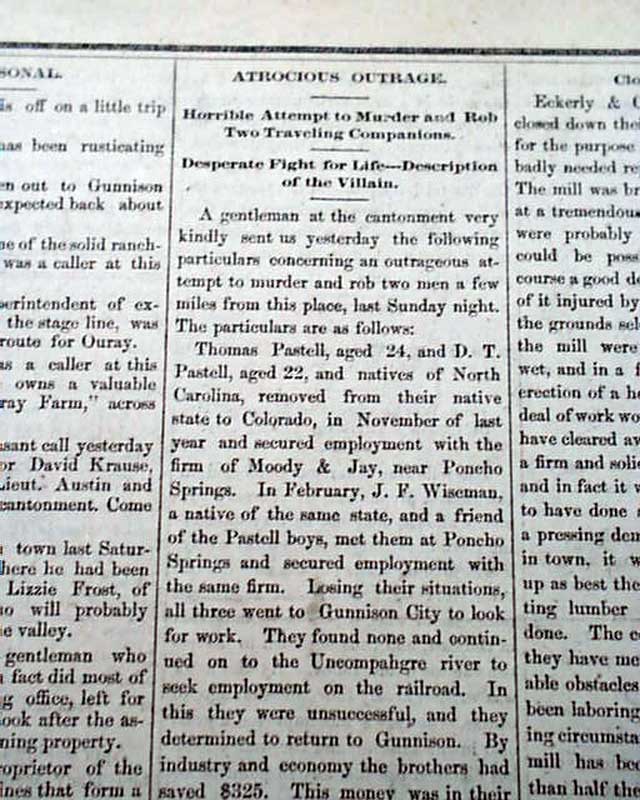 SONAL.
is off on a little trip
has been rusticating
en out to Gunnison
expected back about
ne of the solid ranch-
was a caller at this
perintendent of ex-
the stage line, was
route for Ouray.
as a caller at this
owns a valuable
ray Farm," across
asant call yesterday
or David Krause,
Lieut. Austin and
cantonment. Come
town last Satur-
here he had been
Lizzie Frost, of
ho will probably
e valley.
gentleman who
fact did most of
g office, left for
ook after the as-
ning property.
roprietor of the
ines that form a
ATROCIOUS OUTRAGE.
Horrible Attempt to Murder and Rob
Two Traveling Companions.
Desperate Fight for Life—Description
of the Villain.
A gentleman at the cantonment very
kindly sent us yesterday the following
particulars concerning an outrageous at-
tempt to murder and rob two men a few
miles from this place, last Sunday night.
The particulars are as follows:
Thomas Pastell, aged 24, and D. T.
Pastell, aged 22, and natives of North
Carolina, removed from their native
state to Colorado, in November of last
year and secured employment with the
firm of Moody & Jay, near Poncho
Springs. In February, J. F. Wiseman,
a native of the same state, and a friend
of the Pastell boys, met them at Poncho
Springs and secured employment with
the same firm. Losing their situations,
all three went to Gunnison City to look
for work. They found none and contin-
ued on to the Uncompahgre river to
seek employment on the railroad. In
this they were unsuccessful, and they
determined to return to Gunnison. By
industry and economy the brothers had
saved $325. This money was in their
Clo
Eckerly & C
closed down thei
for the purpose
badly needed re
The mill was br
at a tremendou
were probably
could be poss
course a good de
of it injured by
the grounds sel
the mill were
wet, and in a f
erection of a he
deal of work wo
have cleared aw
a firm and solid
and in fact it w
to have done
a pressing dem
in town, it w
up as best the
ting lumber
done. The co
they have me
able obstacles
been laboring
ing circumsta
mill has bee
than half the